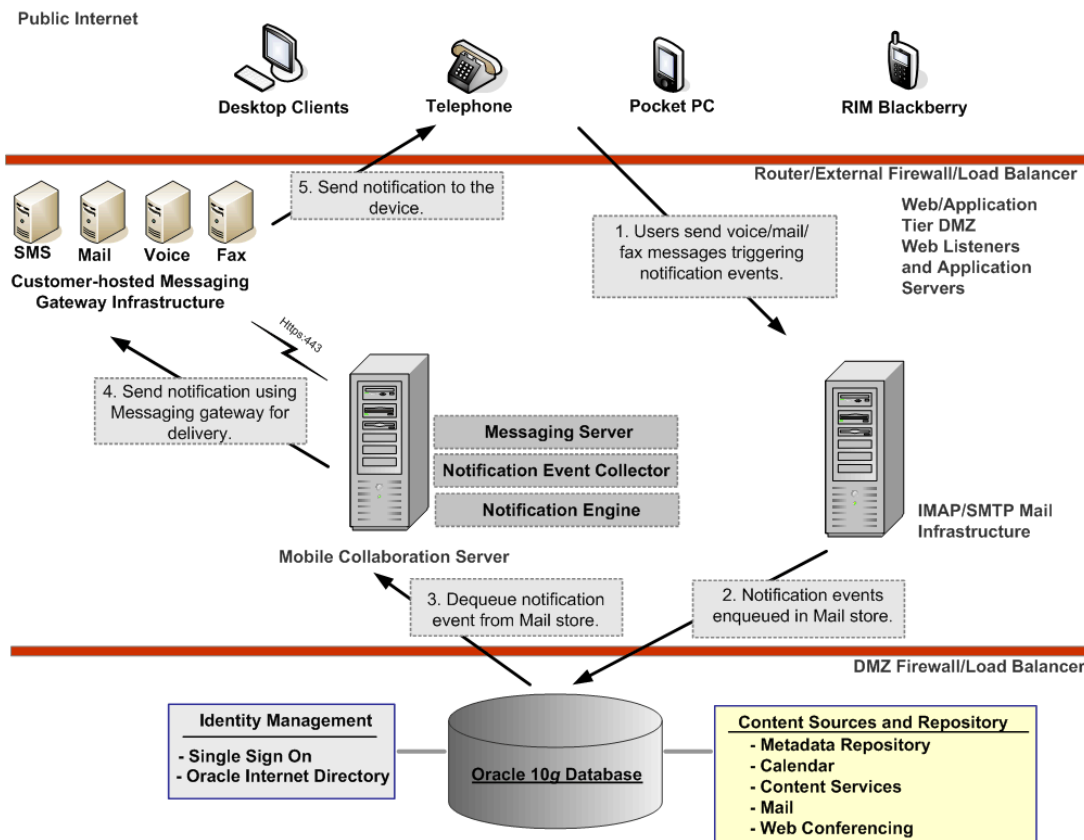 Public Internet
Desktop Clients
Telephone
Pocket PC
RIM Blackberry
Router/External Firewall/Load Balancer
5. Send notification to the
device.
SMS
Mail
Voice
Fax
Customer-hosted Messaging
Gateway Infrastructure
1. Users send voice/mail/
fax messages triggering
notification events.
Web/Application
Tier DMZ
Web Listeners
and Application
Servers
Https:443
4. Send notification using
Messaging gateway for
delivery.
Messaging Server
Notification Event Collector
Notification Engine
Mobile Collaboration Server
IMAP/SMTP Mail
Infrastructure
3. Dequeue notification
event from Mail store.
2. Notification events
enqueued in Mail store.
DMZ Firewall/Load Balancer
Identity Management
- Single Sign On
- Oracle Internet Directory
Oracle 10g Database
Content Sources and Repository
- Metadata Repository
- Calendar
- Content Services
- Mail
- Web Conferencing